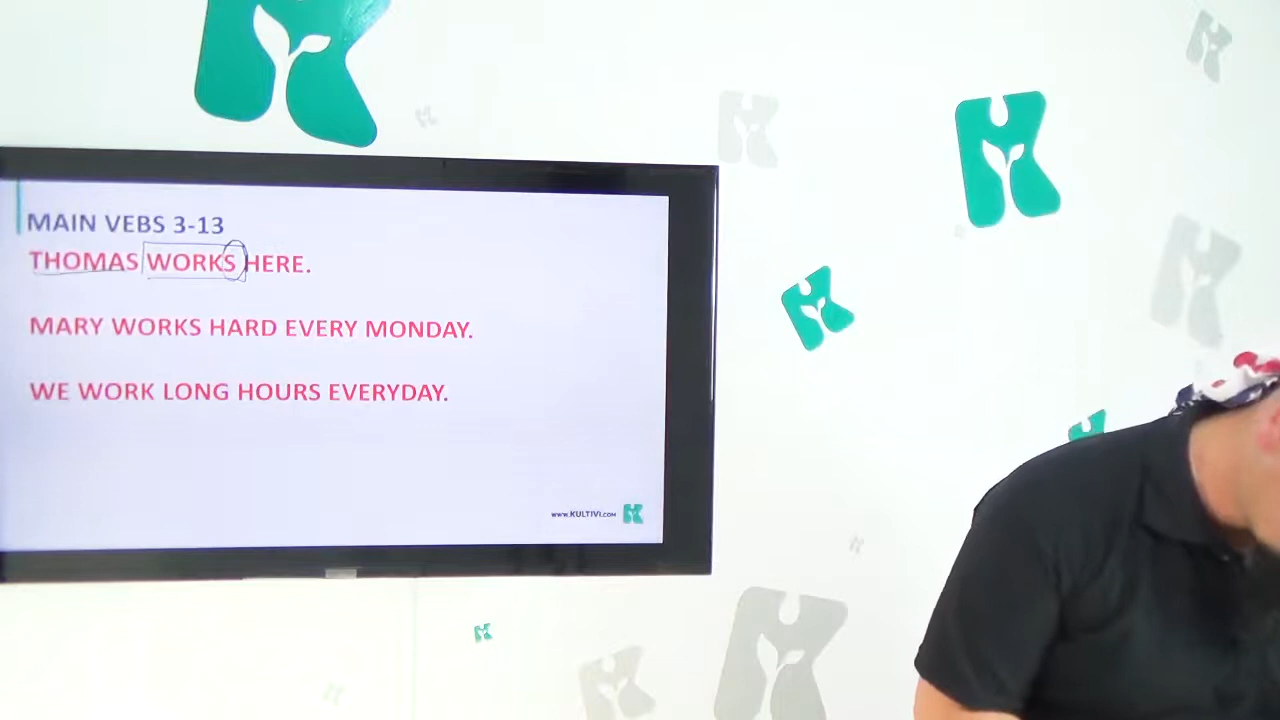 MAIN VEBS 3-13
THOMAS WORKS HERE.
MARY WORKS HARD EVERY MONDAY.
WE WORK LONG HOURS EVERYDAY.
www.KULTIVI.COM